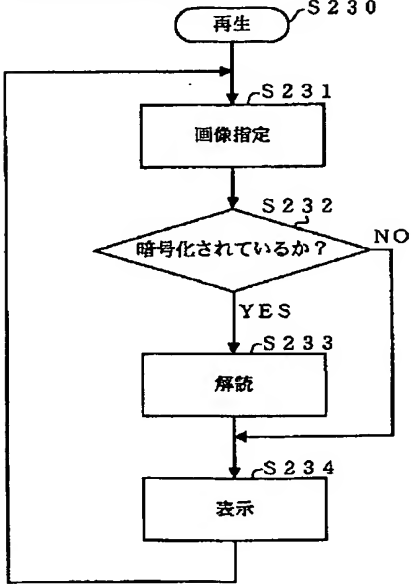 S230
再生
S231
画像指定
S232
暗号化されているか？
NO
YES
S233
解読
S234
表示